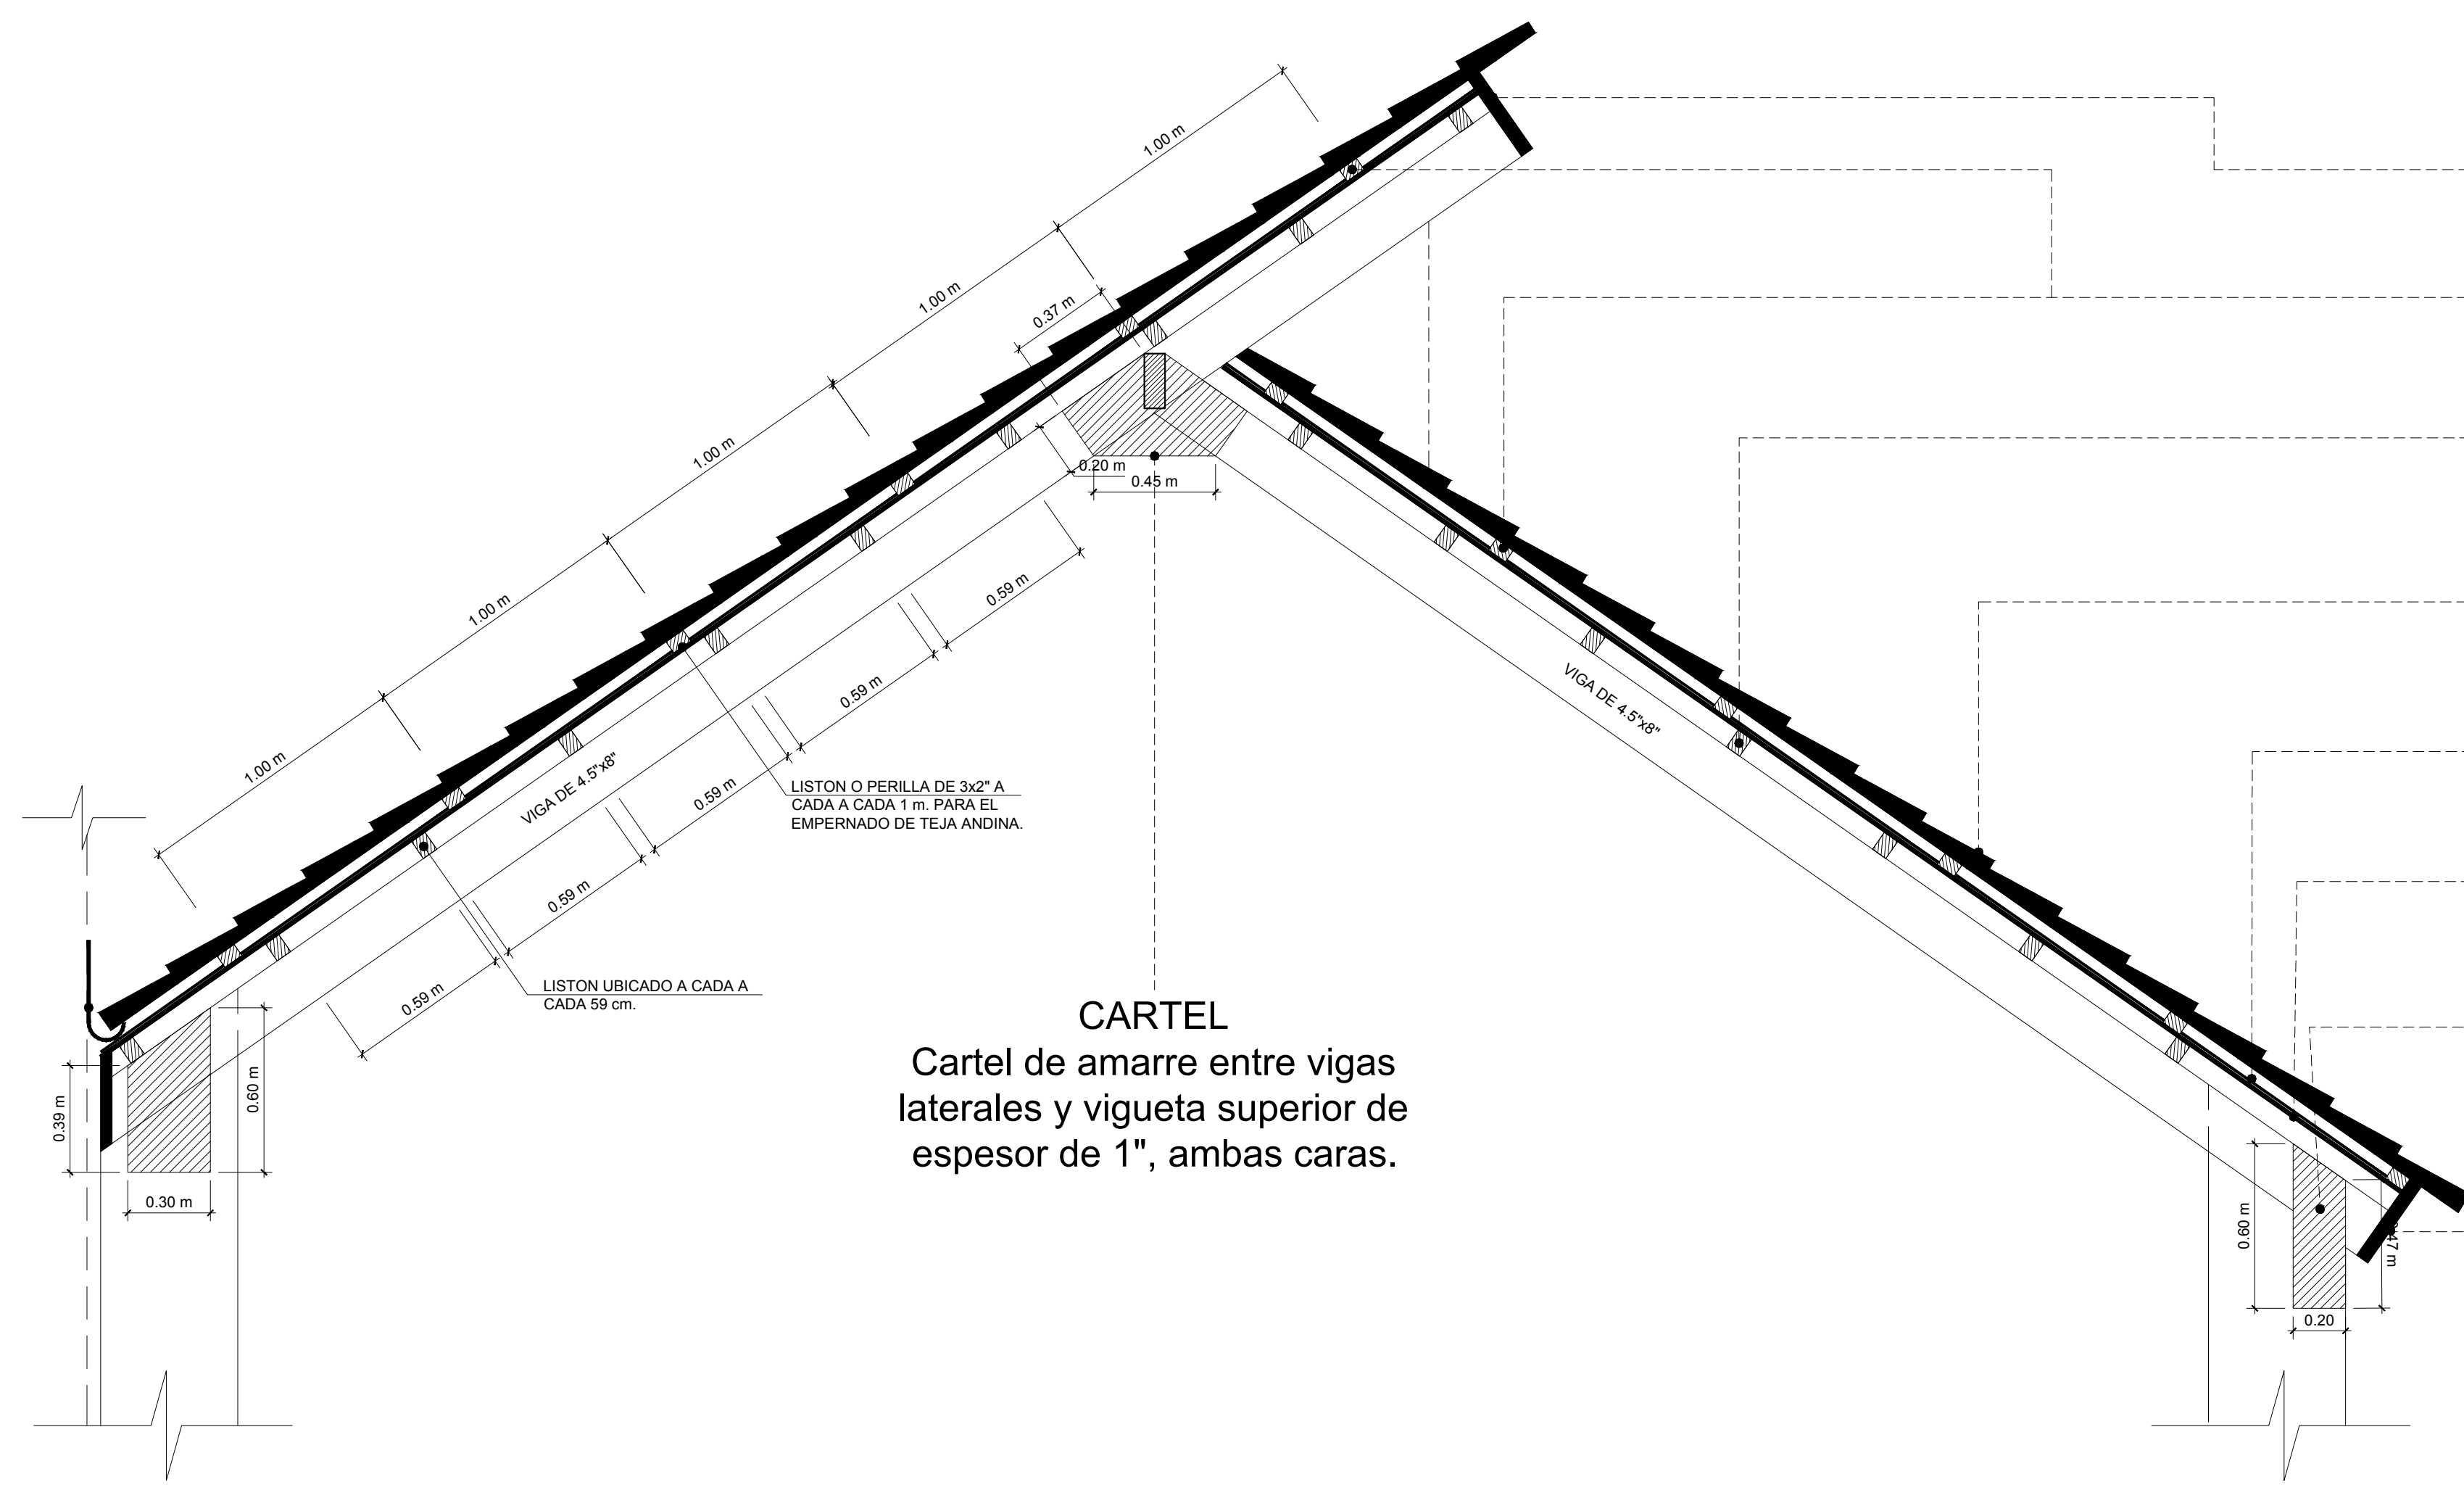 1.00 m
1.00 m
0.37 m
1.00 m
0.20 m
0.45 m
1.00 m
0.59 m
1.00 m
0.59 m
VIGA DE 4.5"x8"
1.00 m
0.59 m
VIGA DE 4.5"x8"
LISTON O PERILLA DE 3x2" A
CADA A CADA 1 m. PARA EL
EMPERNADO DE TEJA ANDINA.
0.59 m
0.59 m
LISTON UBICADO A CADA A
CADA 59 cm.
CARTEL
Cartel de amarre entre vigas
laterales y vigueta superior de
espesor de 1", ambas caras.
0.39 m
0.60 m
0.30 m
0.60 m
0.20